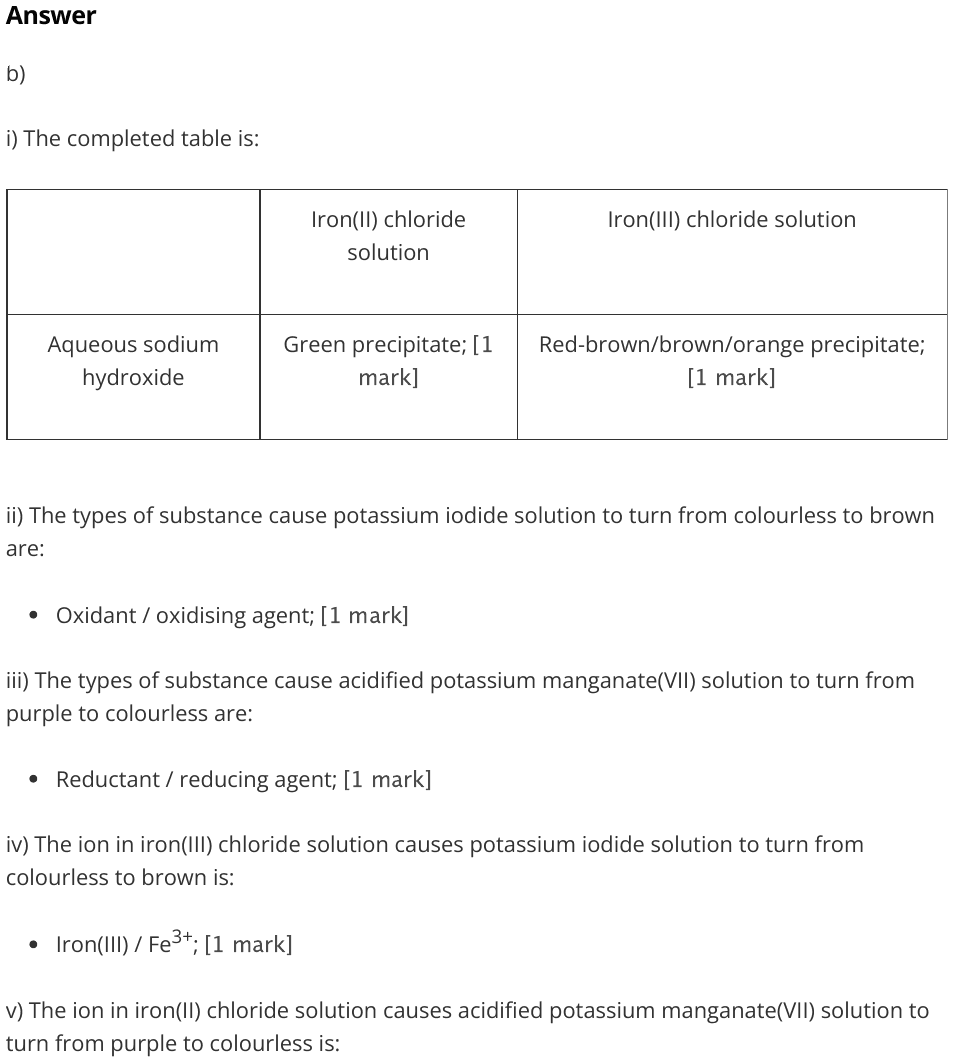 Answer
b)
i) The completed table is:
Iron(II) chloride
solution
Iron(III) chloride solution
Aqueous sodium
hydroxide
Green precipitate; [1
mark]
Red-brown/brown/orange precipitate;
[1 mark]
ii) The types of substance cause potassium iodide solution to turn from colourless to brown
are:
• Oxidant / oxidising agent; [1 mark]
iii) The types of substance cause acidified potassium manganate(VII) solution to turn from
purple to colourless are:
• Reductant / reducing agent; [1 mark]
iv) The ion in iron(III) chloride solution causes potassium iodide solution to turn from
colourless to brown is:
• Iron(III) / Fe³⁺; [1 mark]
v) The ion in iron(II) chloride solution causes acidified potassium manganate(VII) solution to
turn from purple to colourless is: